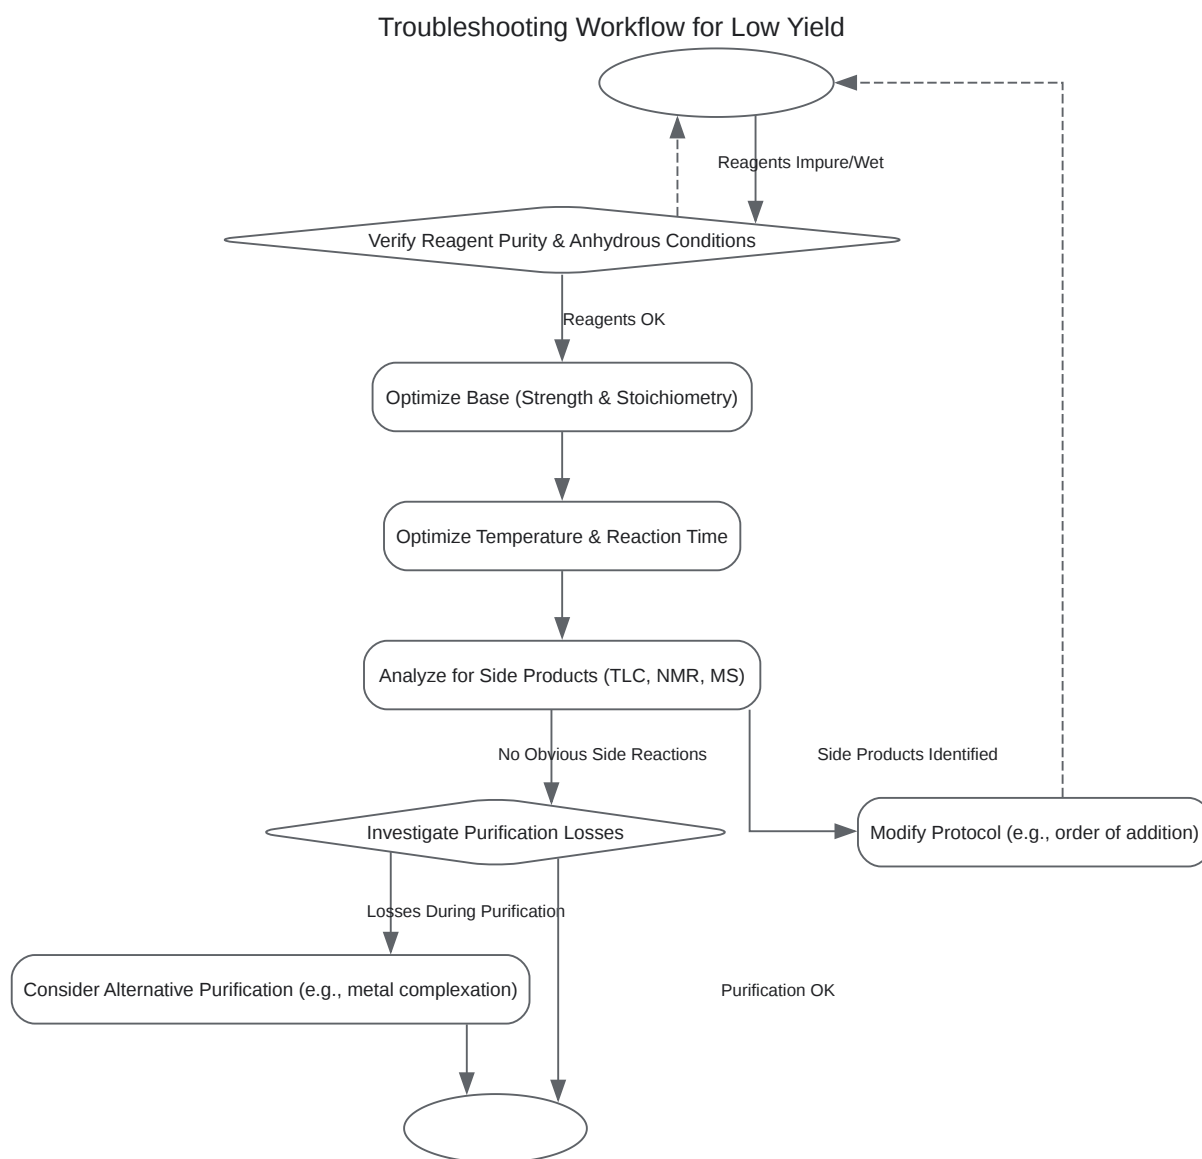 Troubleshooting Workflow for Low Yield
Reagents Impure/Wet
Verify Reagent Purity & Anhydrous Conditions
Reagents OK
Optimize Base (Strength & Stoichiometry)
Optimize Temperature & Reaction Time
Analyze for Side Products (TLC, NMR, MS)
No Obvious Side Reactions
Side Products Identified
Investigate Purification Losses
Modify Protocol (e.g., order of addition)
Losses During Purification
Consider Alternative Purification (e.g., metal complexation)
Purification OK